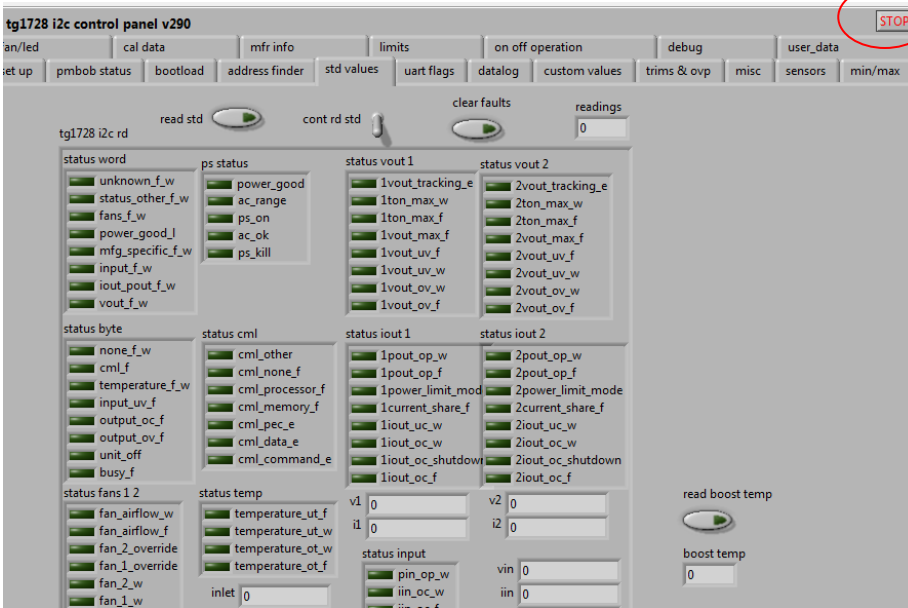 tg1728 i2c control panel v290
STOP
fan/led cal data mfr info limits on off operation debug user_data
set up pmbob status bootload address finder std values uart flags datalog custom values trims & ovp misc sensors min/max
read std cont rd std clear faults readings
0
tg1728 i2c rd
status word
unknown_f_w
status_other_f_w
fans_f_w
power_good_l
mfg_specific_f_w
input_f_w
iout_pout_f_w
vout_f_w
ps status
power_good
ac_range
ps_on
ac_ok
ps_kill
status vout 1
1vout_tracking_e
1ton_max_w
1ton_max_f
1vout_max_f
1vout_uv_f
1vout_uv_w
1vout_ov_w
1vout_ov_f
status vout 2
2vout_tracking_e
2ton_max_w
2ton_max_f
2vout_max_f
2vout_uv_f
2vout_uv_w
2vout_ov_w
2vout_ov_f
status byte
none_f_w
cml_f
temperature_f_w
input_uv_f
output_oc_f
output_ov_f
unit_off
busy_f
status cml
cml_other
cml_none_f
cml_processor_f
cml_memory_f
cml_pec_e
cml_data_e
cml_command_e
status iout 1
1pout_op_w
1pout_op_f
1power_limit_mod
1current_share_f
1iout_uc_w
1iout_oc_w
1iout_oc_shutdow
1iout_oc_f
status iout 2
2pout_op_w
2pout_op_f
2power_limit_mode
2current_share_f
2iout_uc_w
2iout_oc_w
2iout_oc_shutdown
2iout_oc_f
status fans 1 2
fan_airflow_w
fan_airflow_f
fan_2_override
fan_1_override
fan_2_w
fan_1_w
status temp
temperature_ut_f
temperature_ut_w
temperature_ot_w
temperature_ot_f
inlet 0
v1 0
i1 0
v2 0
i2 0
status input
pin_op_w
iin_oc_w
iin_oc_f
vin 0
iin 0
read boost temp
boost temp
0